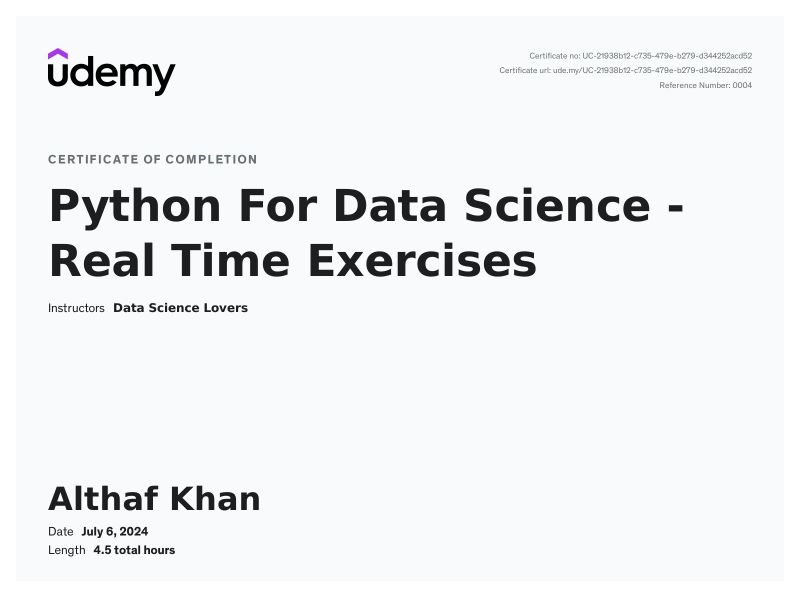 udemy
Certificate no: UC-21938b12-c735-479e-b279-d344252acd52
Certificate url: ude.my/UC-21938b12-c735-479e-b279-d344252acd52
Reference Number: 0004
CERTIFICATE OF COMPLETION
Python For Data Science -
Real Time Exercises
Instructors Data Science Lovers
Althaf Khan
Date July 6, 2024
Length 4.5 total hours